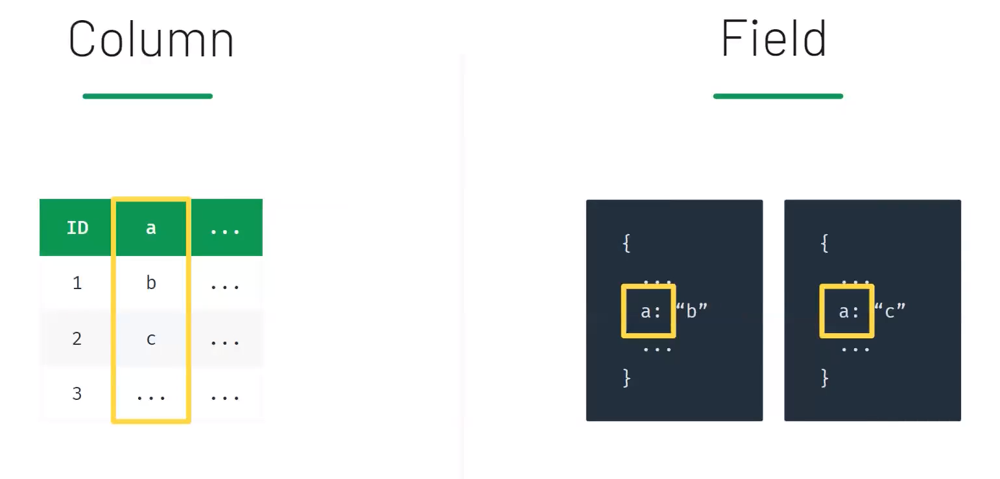 Column
Field
ID a ...
1 b ...
2 c ...
3 ... ...
{
...
a: “b”
...
}
{
...
a: “c”
...
}